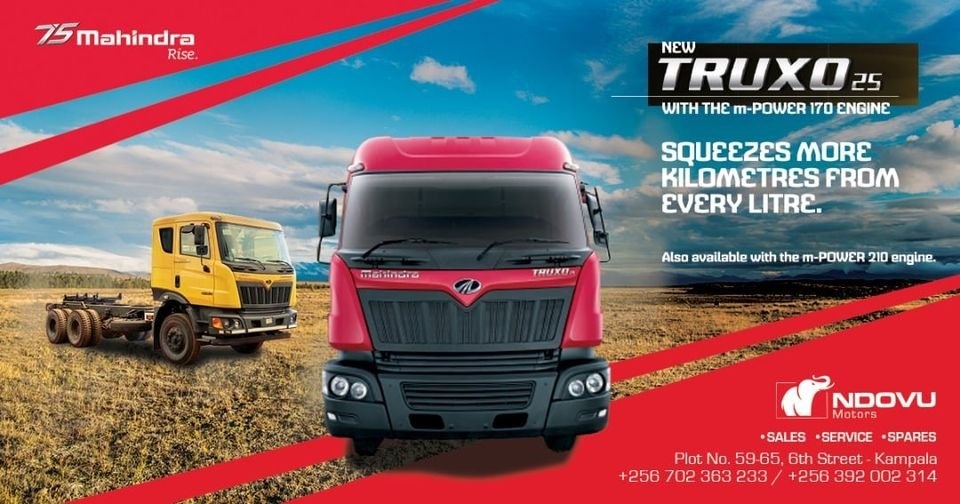 75 Mahindra
Rise.
NEW
TRUXO 25
WITH THE m-POWER 170 ENGINE
SQUEEZES MORE
KILOMETRES FROM
EVERY LITRE.
Also available with the m-POWER 210 engine.
mahindra
TRUXO 25
NDOVU
Motors
•SALES •SERVICE •SPARES
Plot No. 59-65, 6th Street - Kampala
+256 702 363 233 / +256 392 002 314